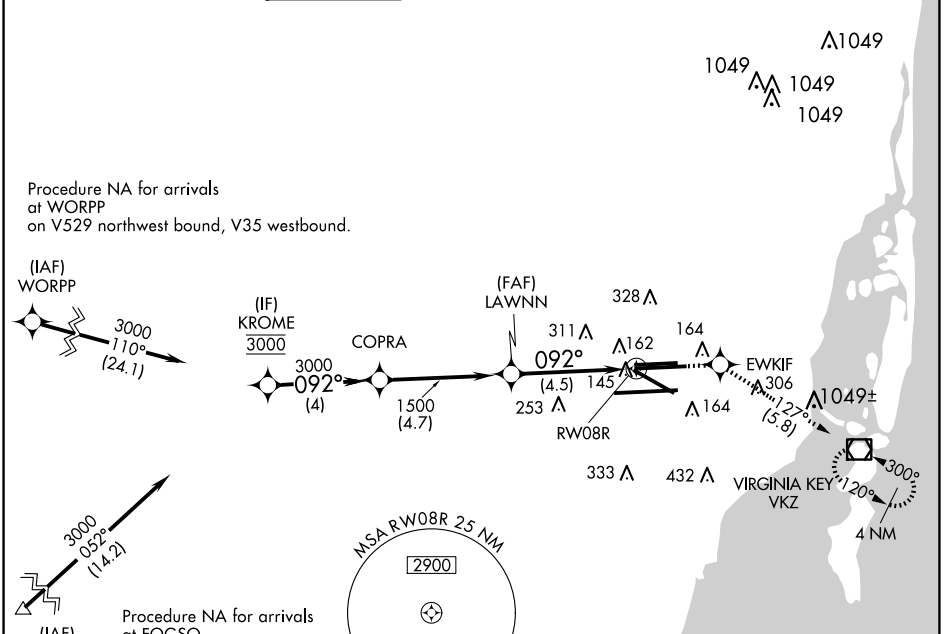 1049
1049
1049
1049
Procedure NA for arrivals
at WORPP
on V529 northwest bound, V35 westbound.
(IAF)
WORPP
3000
110°
(24.1)
(IF)
KROME
3000
3000
092°
(4)
COPRA
1500
(4.7)
(FAF)
LAWNN
092°
(4.5)
328
311
162
164
145
253
RW08R
164
EWKIF
306
127°
(5.8)
1049±
333
432
VIRGINIA KEY
VKZ
300°
120°
4 NM
3000
052°
(14.2)
MSA RW08R 25 NM
2900
(IAF)
Procedure NA for arrivals